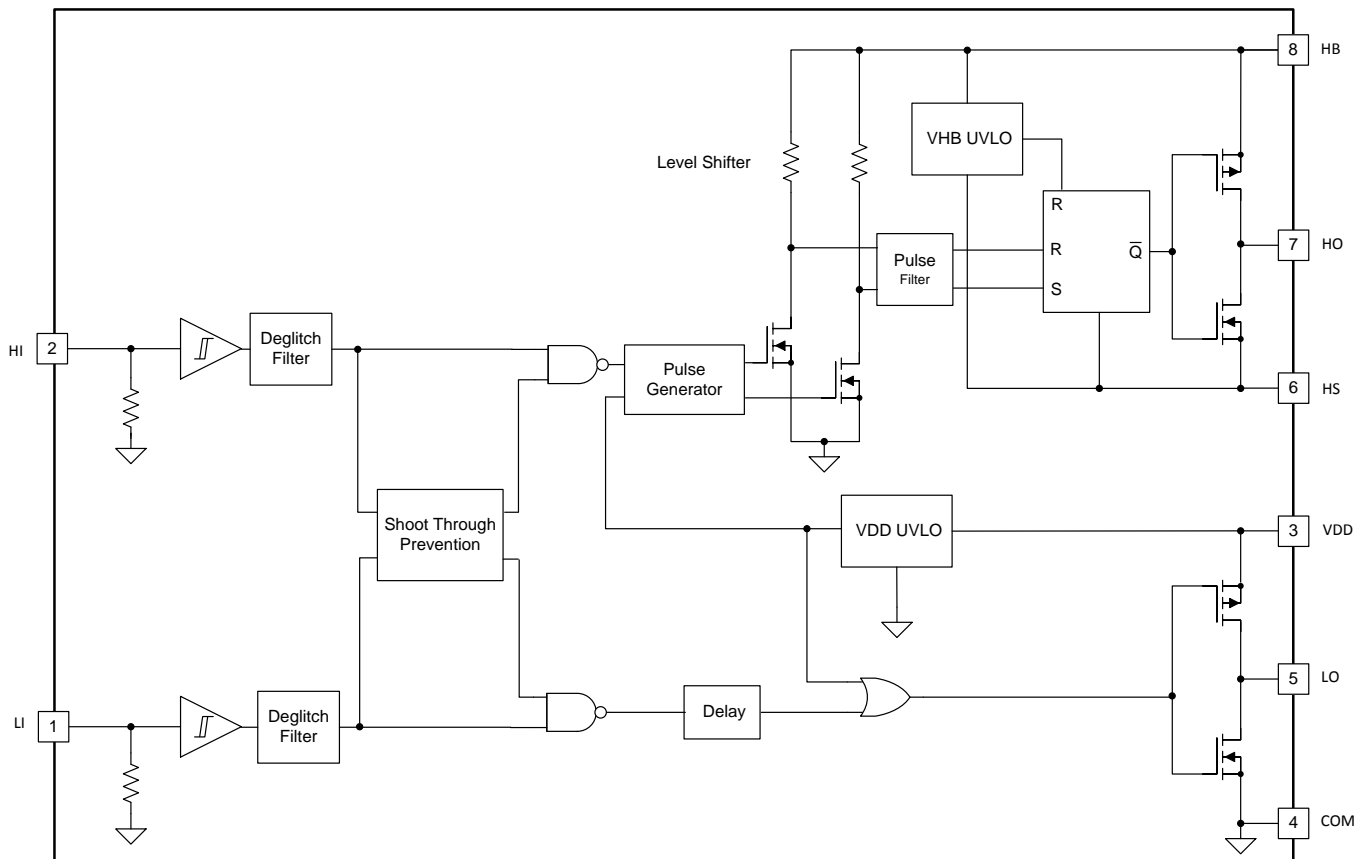 8 HB
VHB UVLO
Level Shifter
R
R
Q̅
S
Pulse
Filter
7 HO
HI 2
Deglitch
Filter
Pulse
Generator
6 HS
Shoot Through
Prevention
VDD UVLO
3 VDD
LI 1
Deglitch
Filter
Delay
5 LO
4 COM